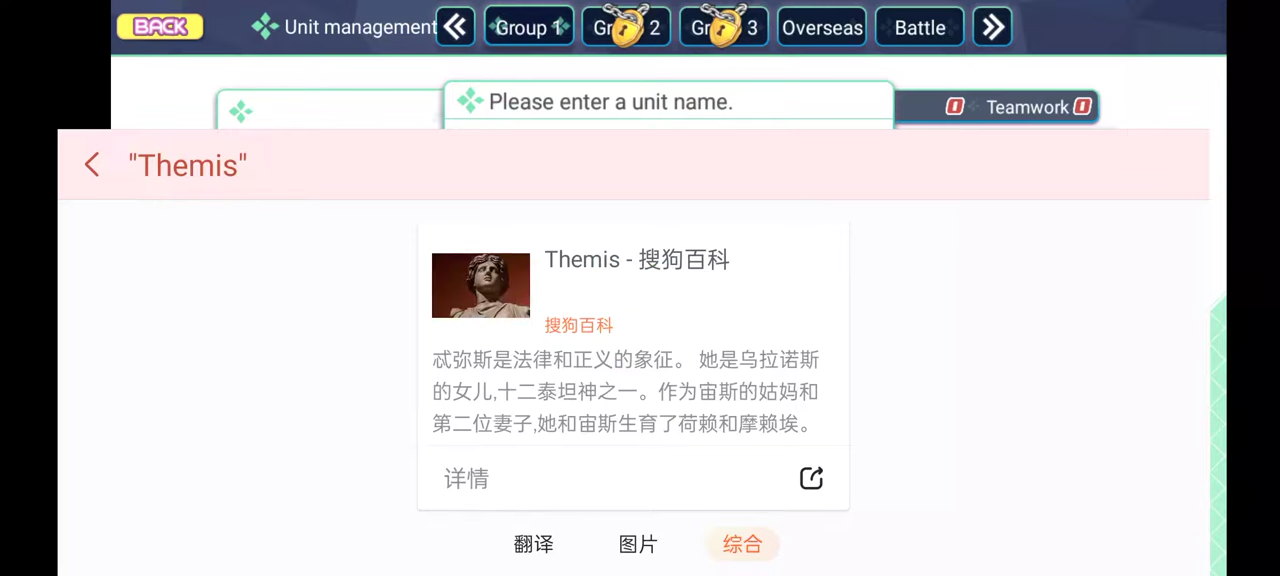 BACK
Unit management
Group 1
Gr 2
Gr 3
Overseas
Battle
Please enter a unit name.
0 Teamwork 0
"Themis"
Themis - 搜狗百科
搜狗百科
忒弥斯是法律和正义的象征。 她是乌拉诺斯
的女儿,十二泰坦神之一。作为宙斯的姑妈和
第二位妻子,她和宙斯生育了荷赖和摩赖埃。
详情
翻译
图片
综合